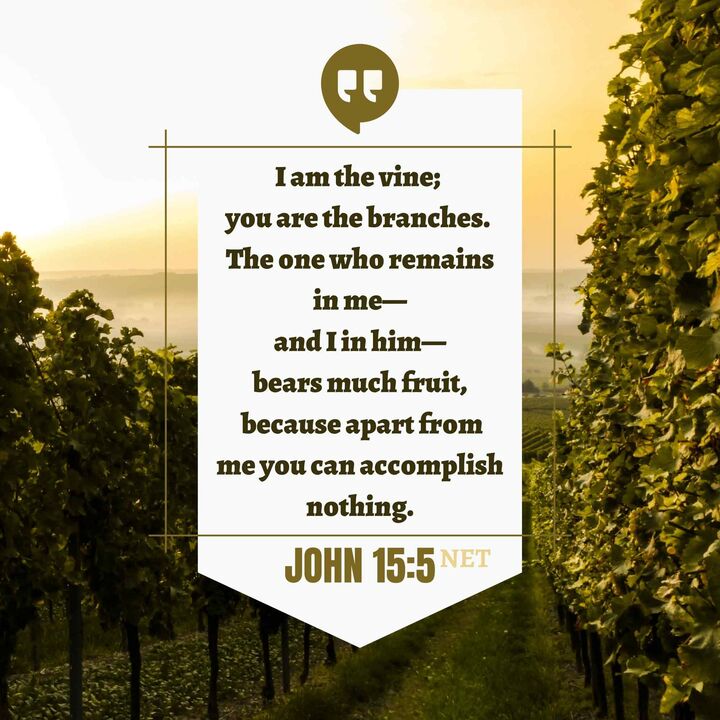 I am the vine;
you are the branches.
The one who remains
in me—
and I in him—
bears much fruit,
because apart from
me you can accomplish
nothing.
JOHN 15:5 NET